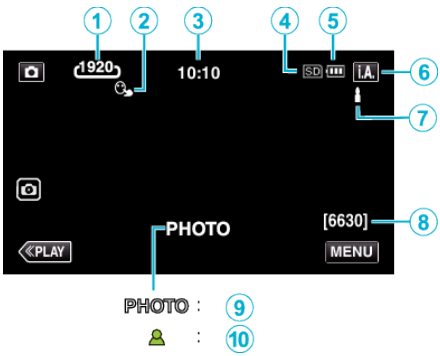 1 2 3 4 5
1920 10:10 SD i.A. 6
7
PHOTO [6630] 8
≪PLAY MENU
PHOTO : 9
: 10